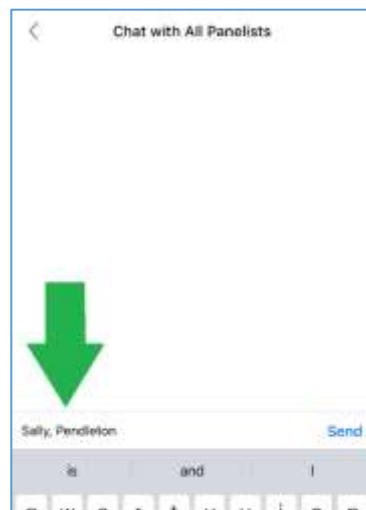 Chat with All Panelists
Sally, Pendleton
Send
is and I